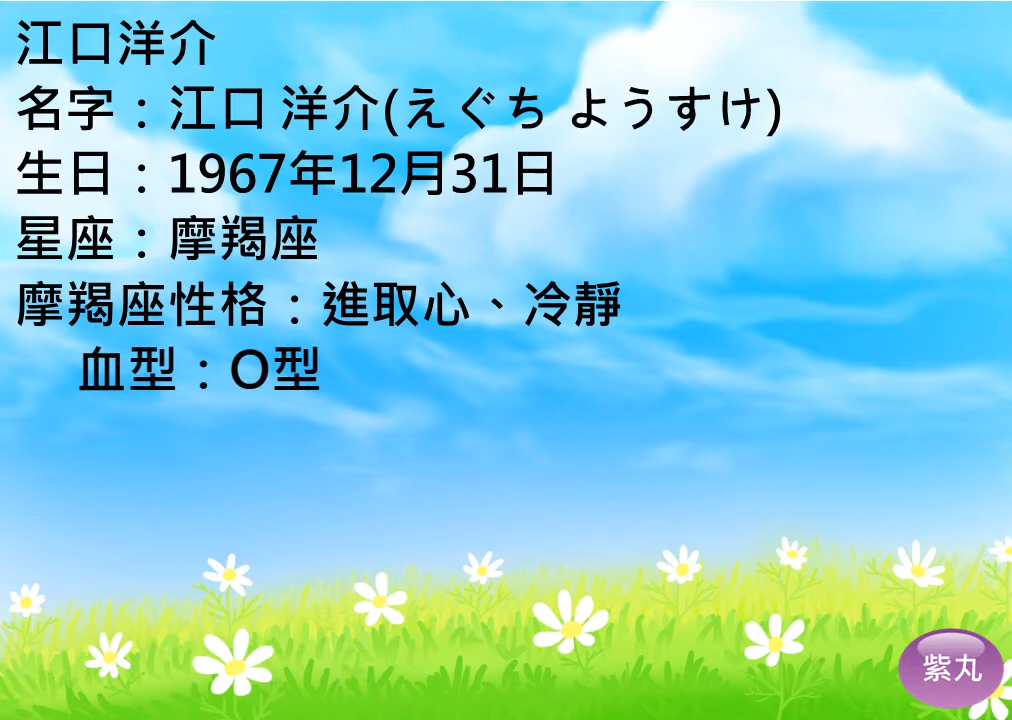 江口洋介
名字：江口 洋介(えぐち ようすけ)
生日：1967年12月31日
星座：摩羯座
摩羯座性格：進取心、冷靜
血型：O型
紫丸